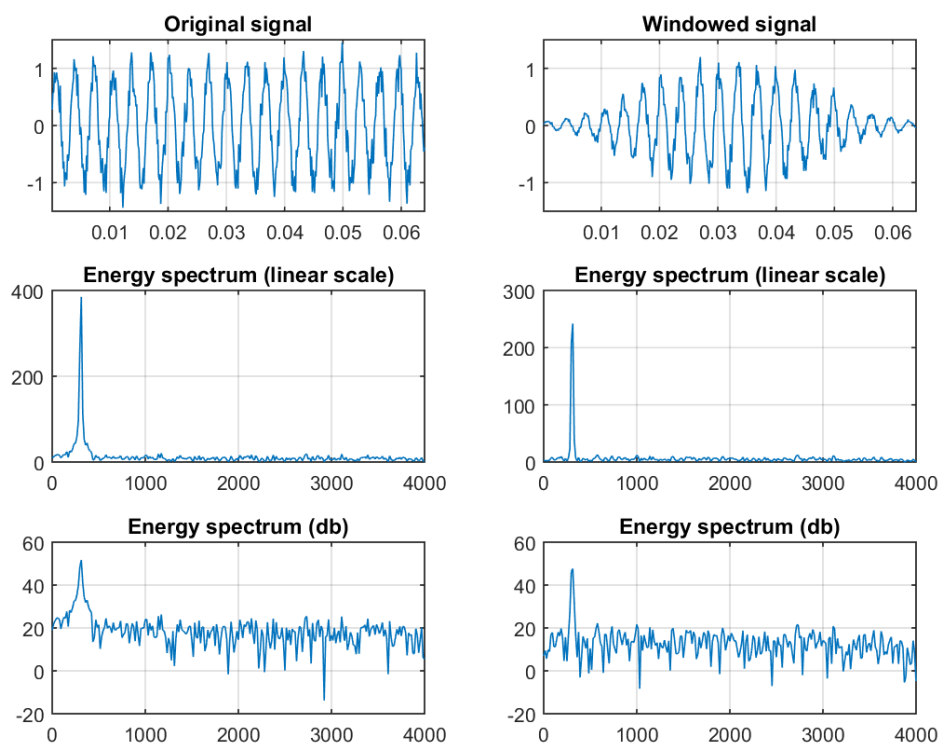 Original signal
1
0
-1
0.01 0.02 0.03 0.04 0.05 0.06
Windowed signal
1
0
-1
0.01 0.02 0.03 0.04 0.05 0.06
Energy spectrum (linear scale)
400
200
0
0 1000 2000 3000 4000
Energy spectrum (linear scale)
300
200
100
0
0 1000 2000 3000 4000
Energy spectrum (db)
60
40
20
0
-20
0 1000 2000 3000 4000
Energy spectrum (db)
60
40
20
0
-20
0 1000 2000 3000 4000